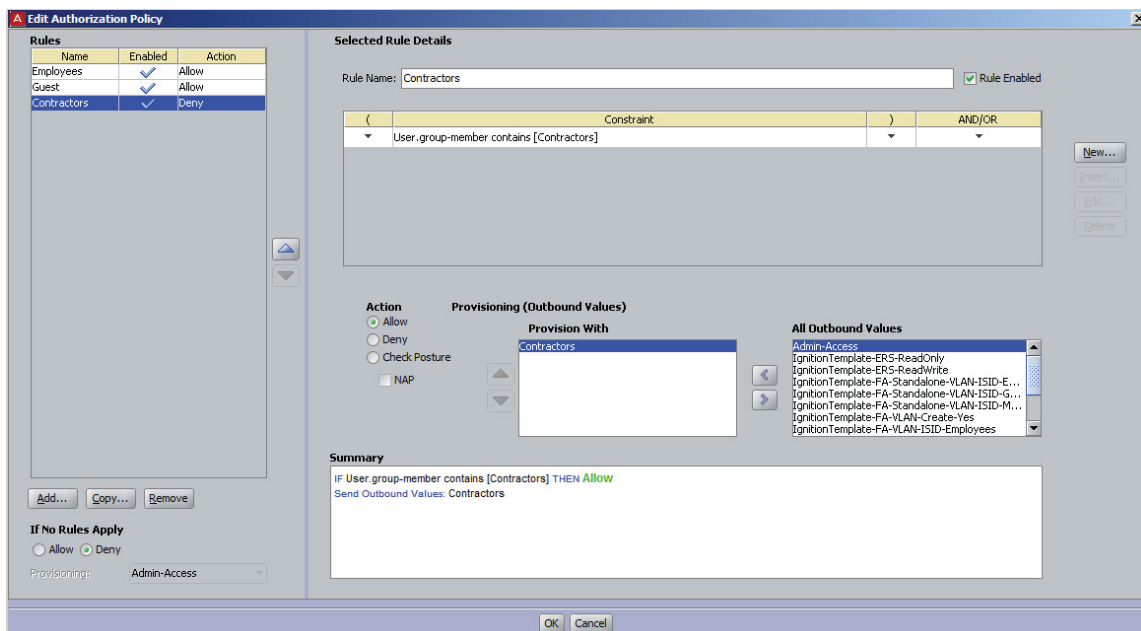 A Edit Authorization Policy
Rules
Name Enabled Action
Employees Allow
Guest Allow
Contractors Deny
Add... Copy... Remove
If No Rules Apply
Allow Deny
Provisioning: Admin-Access
Selected Rule Details
Rule Name: Contractors Rule Enabled
( Constraint ) AND/OR
User.group-member contains [Contractors]
New...
Insert...
Edit...
Delete
Action
Allow
Deny
Check Posture
NAP
Provisioning (Outbound Values)
Provision With
Contractors
All Outbound Values
Admin-Access
IgnitionTemplate-ERS-ReadOnly
IgnitionTemplate-ERS-ReadWrite
IgnitionTemplate-FA-Standalone-VLAN-ISID-E...
IgnitionTemplate-FA-Standalone-VLAN-ISID-G...
IgnitionTemplate-FA-Standalone-VLAN-ISID-M...
IgnitionTemplate-FA-VLAN-Create-Yes
IgnitionTemplate-FA-VLAN-ISID-Employees
Summary
IF User.group-member contains [Contractors] THEN Allow
Send Outbound Values: Contractors
OK Cancel